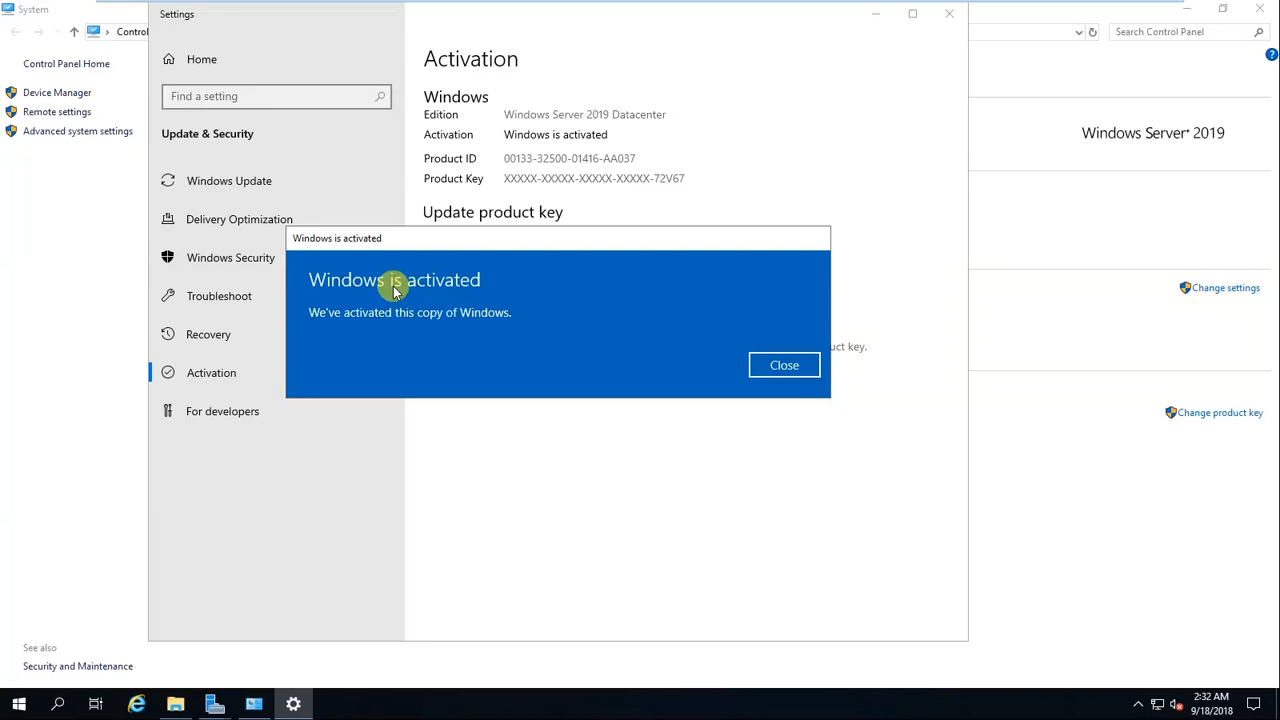 System
Control
Search Control Panel
Control Panel Home
Device Manager
Remote settings
Advanced system settings
See also
Security and Maintenance
Windows Server 2019
Change settings
Change product key
Settings
Home
Find a setting
Update & Security
Windows Update
Delivery Optimization
Windows Security
Troubleshoot
Recovery
Activation
For developers
Activation
Windows
Edition Windows Server 2019 Datacenter
Activation Windows is activated
Product ID 00133-32500-01416-AA037
Product Key XXXXX-XXXXX-XXXXX-XXXXX-72V67
Update product key
uct key.
Windows is activated
Windows is activated
We've activated this copy of Windows.
Close
2:32 AM
9/18/2018